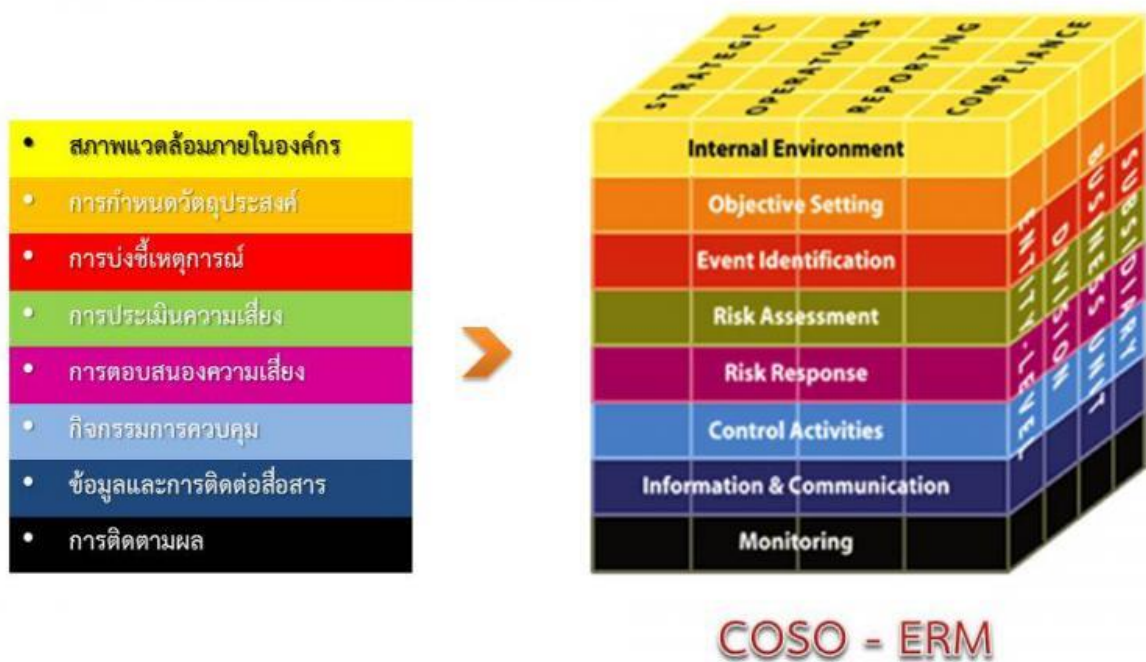 • สภาพแวดล้อมภายในองค์กร
• การกำหนดวัตถุประสงค์
• การบ่งชี้เหตุการณ์
• การประเมินความเสี่ยง
• การตอบสนองความเสี่ยง
• กิจกรรมการควบคุม
• ข้อมูลและการติดต่อสื่อสาร
• การติดตามผล
STRATEGIC
OPERATIONS
REPORTING
COMPLIANCE
Internal Environment
Objective Setting
Event Identification
Risk Assessment
Risk Response
Control Activities
Information & Communication
Monitoring
ENTITY-LEVEL
DIVISION
BUSINESS UNIT
SUBSIDIARY
COSO - ERM